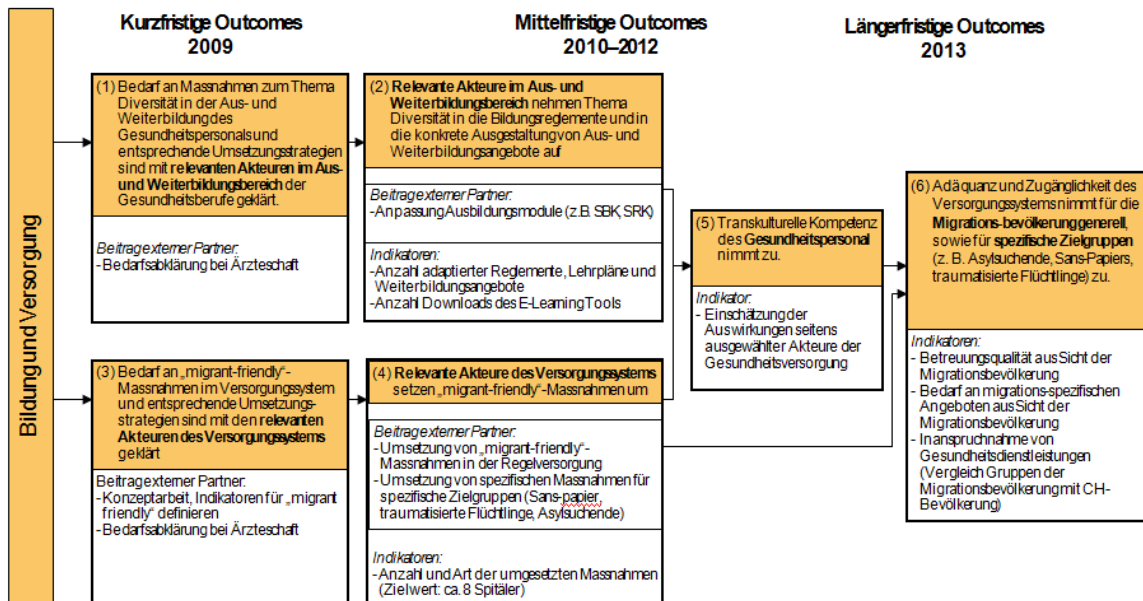 Kurzfristige Outcomes
2009
Mittelfristige Outcomes
2010–2012
Längerfristige Outcomes
2013
Bildung und Versorgung
(1) Bedarf an Massnahmen zum Thema
Diversität in der Aus- und
Weiterbildung des
Gesundheitspersonals und
entsprechende Umsetzungsstrategien
sind mit relevanten Akteuren im Aus-
und Weiterbildungsbereich der
Gesundheitsberufe geklärt.
Beitrag externer Partner:
- Bedarfsabklärung bei Ärzteschaft
(2) Relevante Akteure im Aus- und
Weiterbildungsbereich nehmen Thema
Diversität in die Bildungsreglemente und in
die konkrete Ausgestaltung von Aus- und
Weiterbildungsangebote auf
Beitrag externer Partner:
- Anpassung Ausbildungsmodule (z.B. SBK, SRK)
Indikatoren:
- Anzahl adaptierter Reglemente, Lehrpläne und
Weiterbildungsangebote
- Anzahl Downloads des E-Learning Tools
(3) Bedarf an „migrant-friendly“-
Massnahmen im Versorgungssystem
und entsprechende Umsetzungs-
strategien sind mit den relevanten
Akteuren des Versorgungssystems
geklärt
Beitrag externer Partner:
- Konzeptarbeit, Indikatoren für „migrant
friendly“ definieren
- Bedarfsabklärung bei Ärzteschaft
(4) Relevante Akteure des Versorgungssystems
setzen „migrant-friendly“-Massnahmen um
Beitrag externer Partner:
- Umsetzung von „migrant-friendly“-
Massnahmen in der Regelversorgung
- Umsetzung von spezifischen Massnahmen für
spezifische Zielgruppen (Sans-papier,
traumatisierte Flüchtlinge, Asylsuchende)
Indikatoren:
- Anzahl und Art der umgesetzten Massnahmen
(Zielwert: ca. 8 Spitäler)
(5) Transkulturelle Kompetenz
des Gesundheitspersonal
nimmt zu.
Indikator:
- Einschätzung der
Auswirkungen seitens
ausgewählter Akteure der
Gesundheitsversorgung
(6) Adäquanz und Zugänglichkeit des
Versorgungssystems nimmt für die
Migrations-bevölkerung generell,
sowie für spezifische Zielgruppen
(z. B. Asylsuchende, Sans-Papiers,
traumatisierte Flüchtlinge) zu.
Indikatoren:
- Betreuungsqualität aus Sicht der
Migrationsbevölkerung
- Bedarf an migrations-spezifischen
Angeboten aus Sicht der
Migrationsbevölkerung
- Inanspruchnahme von
Gesundheitsdienstleistungen
(Vergleich Gruppen der
Migrationsbevölkerung mit CH-
Bevölkerung)